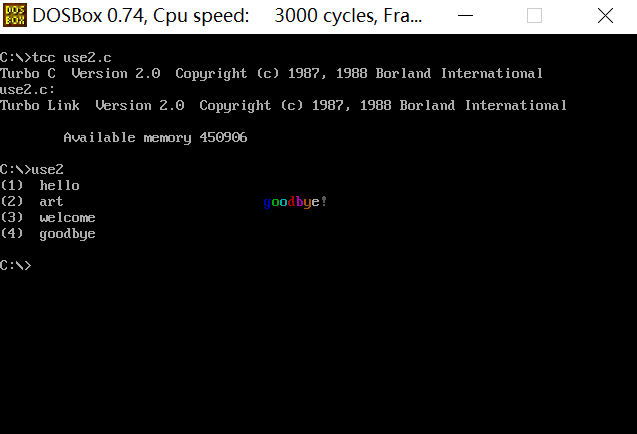 DOS
BOX
DOSBox 0.74, Cpu speed: 3000 cycles, Fra...
C:\>tcc use2.c
Turbo C Version 2.0 Copyright (c) 1987, 1988 Borland International
use2.c:
Turbo Link Version 2.0 Copyright (c) 1987, 1988 Borland International
Available memory 450906
C:\>use2
(1) hello
(2) art goodbye!
(3) welcome
(4) goodbye
C:\>